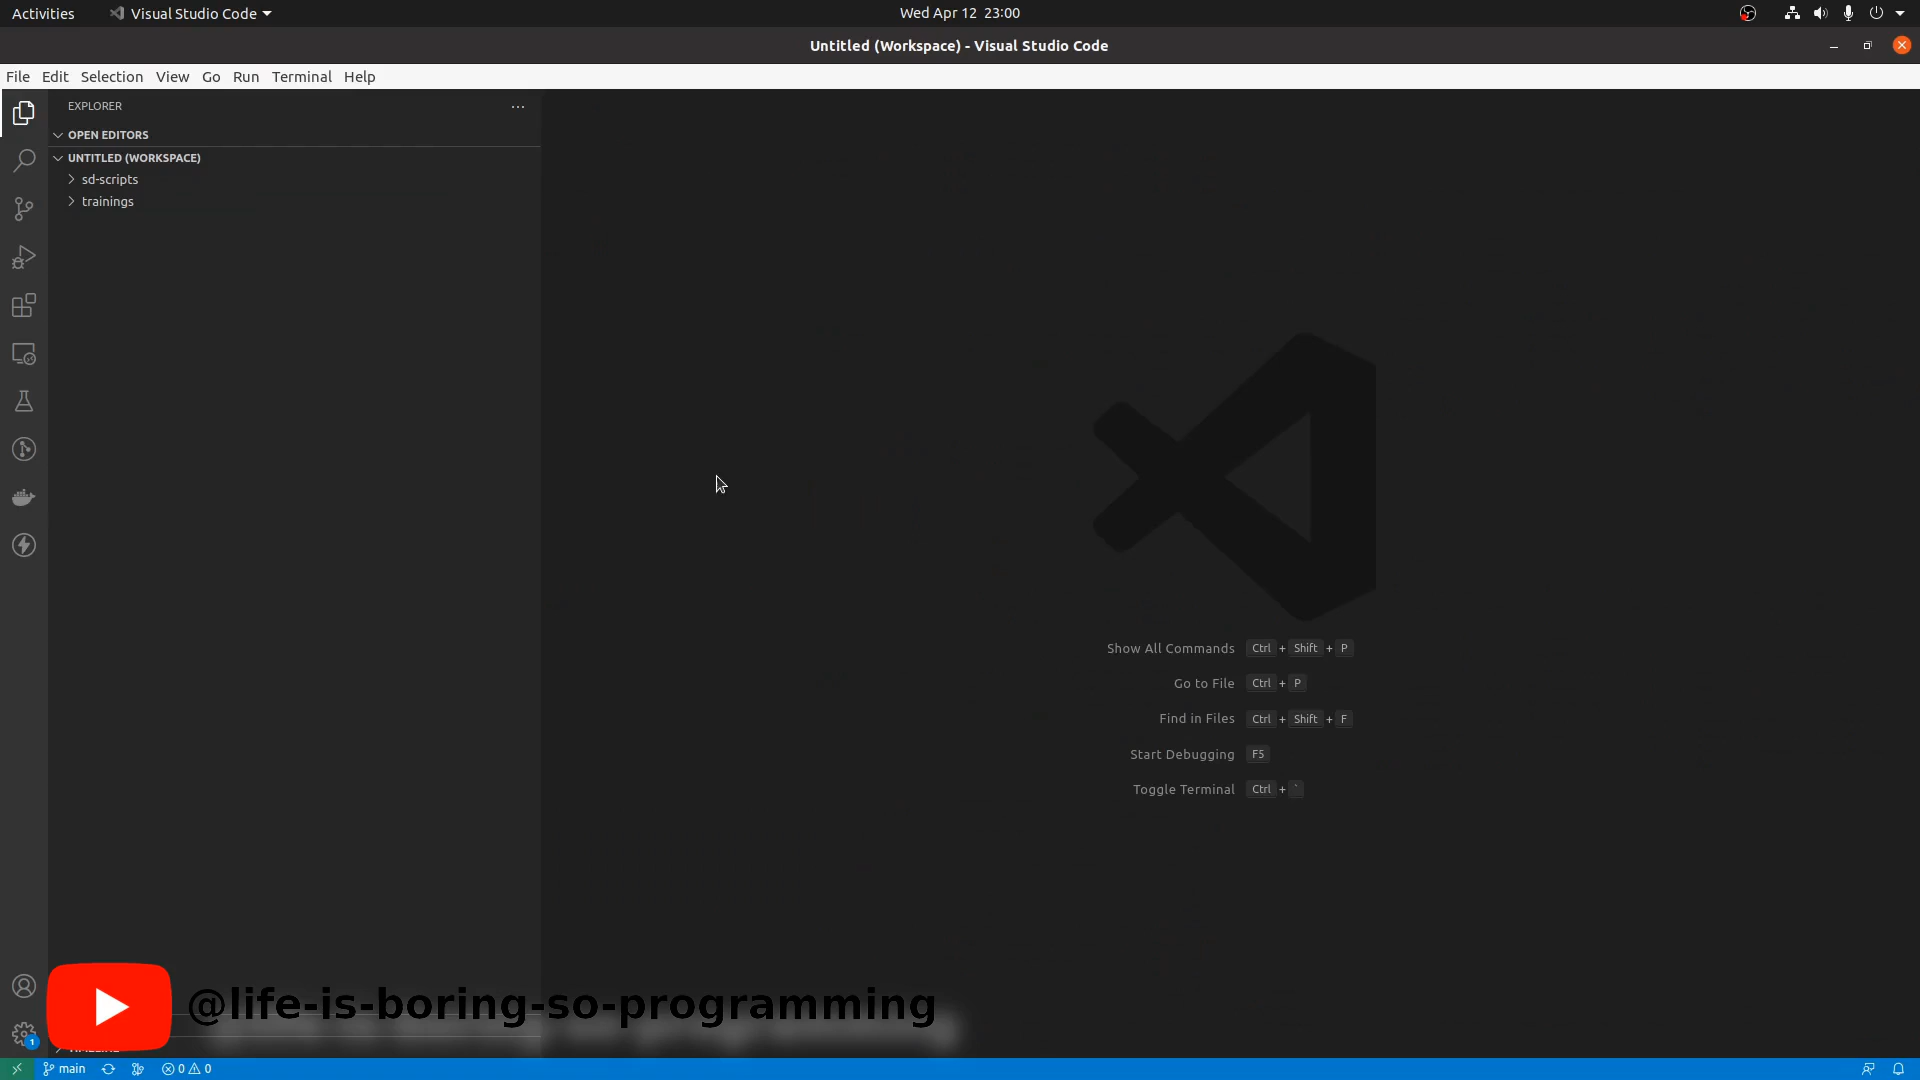 Activities
Visual Studio Code
Wed Apr 12 23:00
Untitled (Workspace) - Visual Studio Code
File Edit Selection View Go Run Terminal Help
EXPLORER
OPEN EDITORS
UNTITLED (WORKSPACE)
sd-scripts
trainings
Show All Commands Ctrl + Shift + P
Go to File Ctrl + P
Find in Files Ctrl + Shift + F
Start Debugging F5
Toggle Terminal Ctrl + `
@life-is-boring-so-programming
1
main
0 0